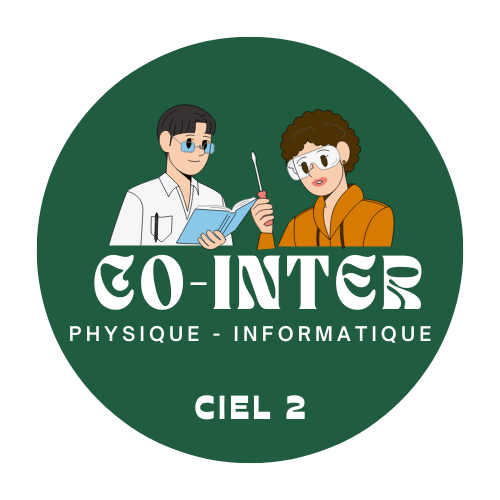 CO-INTER
PHYSIQUE - INFORMATIQUE
CIEL 2